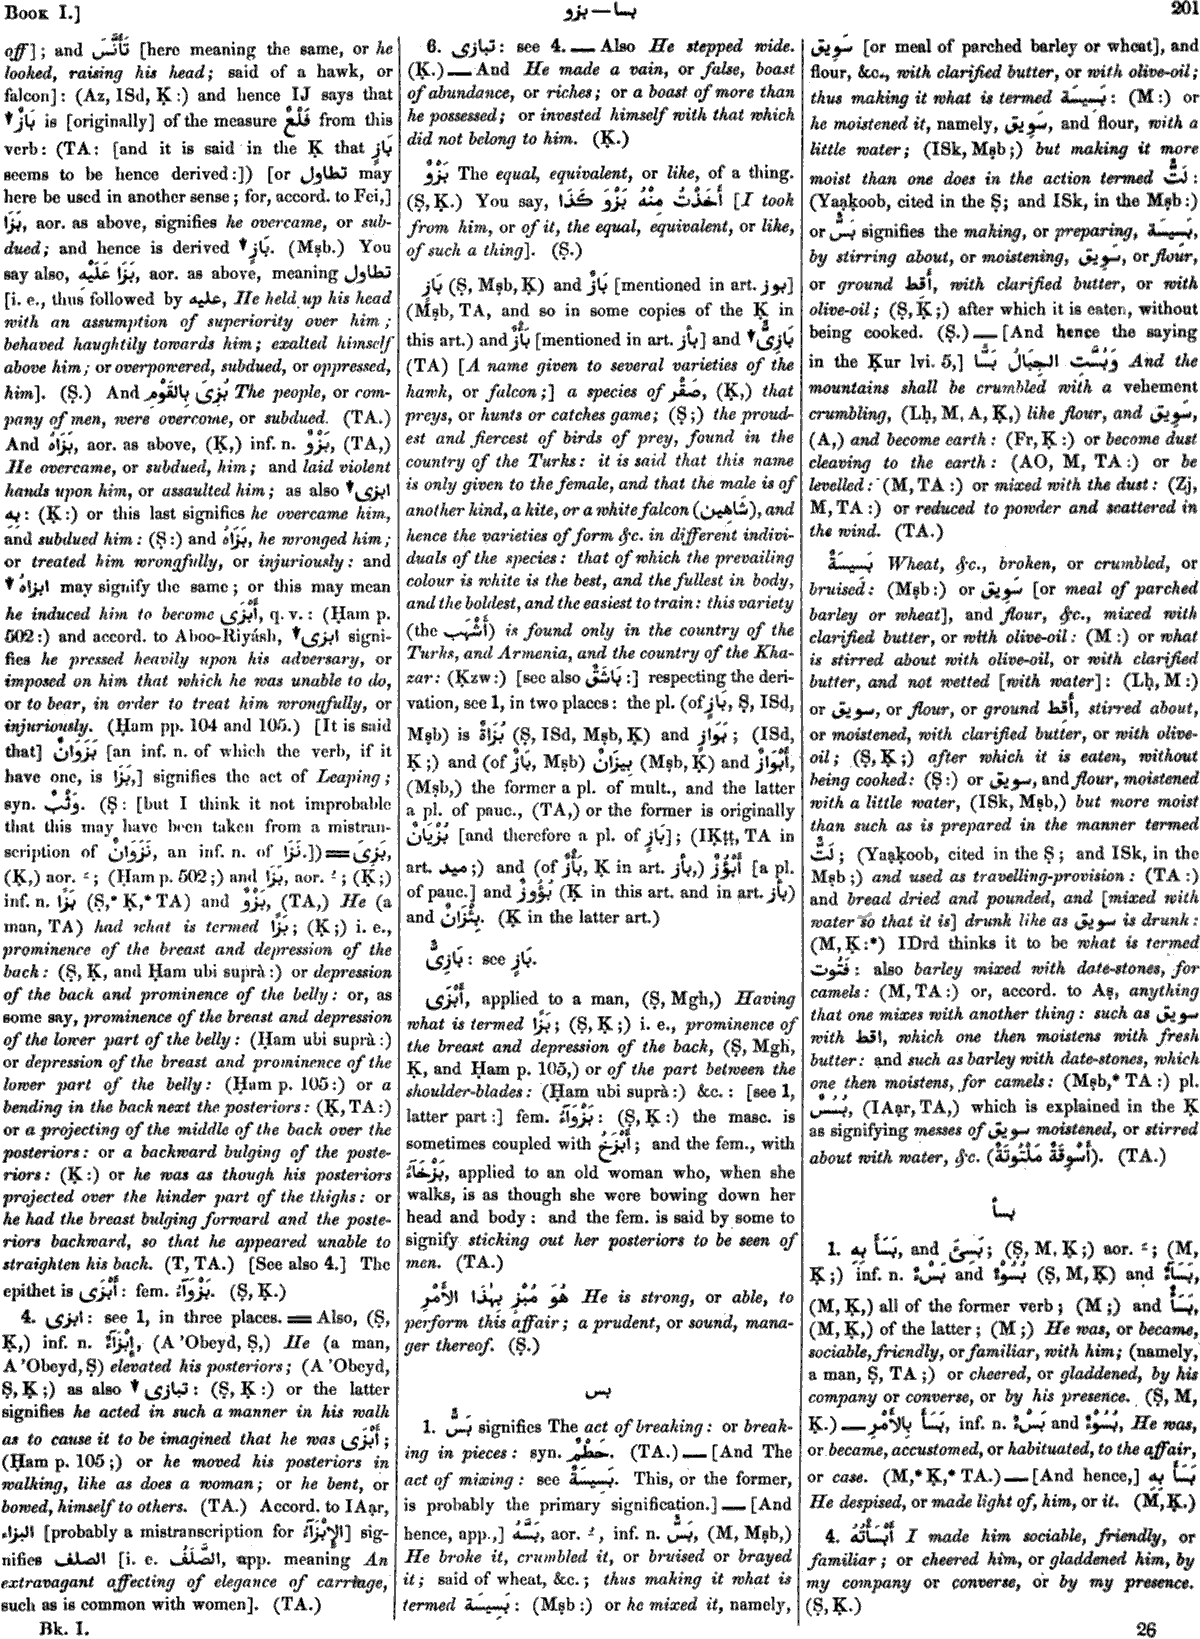 Book I.]
بزو — بسا
201
off]; and تَأَنَّسَ [here meaning the same, or he
looked, raising his head; said of a hawk, or
falcon]: (Az, ISd, Ḳ:) and hence IJ says that
بَازٌ is [originally] of the measure فَلْعٌ from this
verb: (TA: [and it is said in the Ḳ that بَازٍ
seems to be hence derived:]) [or تطاول may
here be used in another sense; for, accord. to Fei,]
بَزَا, aor. as above, signifies he overcame, or sub-
dued; and hence is derived بَازٍ. (Mṣb.) You
say also, بَزَا عَلَيْهِ, aor. as above, meaning تطاول
[i. e., thus followed by عليه, He held up his head
with an assumption of superiority over him;
behaved haughtily towards him; exalted himself
above him; or overpowered, subdued, or oppressed,
him]. (Ṣ.) And بُزِىَ بِالقَوْمِ The people, or com-
pany of men, were overcome, or subdued. (TA.)
And بَزَاهُ, aor. as above, (Ḳ,) inf. n. بَزْوٌ, (TA,)
He overcame, or subdued, him; and laid violent
hands upon him, or assaulted him; as also ابزى
بِهِ: (Ḳ:) or this last signifies he overcame him,
and subdued him: (Ṣ:) and بَزَاهُ, he wronged him;
or treated him wrongfully, or injuriously: and
ابزاهُ may signify the same; or this may mean
he induced him to become أَبْزَى, q. v.: (Ḥam p.
502:) and accord. to Aboo-Riyásh, ابزى signi-
fies he pressed heavily upon his adversary, or
imposed on him that which he was unable to do,
or to bear, in order to treat him wrongfully, or
injuriously. (Ḥam pp. 104 and 105.) [It is said
that] بَزَوَانٌ [an inf. n. of which the verb, if it
have one, is بَزَا,] signifies the act of Leaping;
syn. وَثْبٌ. (Ṣ: [but I think it not improbable
that this may have been taken from a mistran-
scription of نَزَوَانٌ, an inf. n. of نَزَا.]) = بَزِىَ,
(Ḳ,) aor. ـَ; (Ḥam p. 502;) and بَزَا, aor. ـُ; (Ḳ;)
inf. n. بَزًا (Ṣ,* Ḳ,* TA) and بَزْوٌ, (TA,) He (a
man, TA) had what is termed بَزًا; (Ḳ;) i. e.,
prominence of the breast and depression of the
back: (Ṣ, Ḳ, and Ḥam ubi suprà:) or depression
of the back and prominence of the belly: or, as
some say, prominence of the breast and depression
of the lower part of the belly: (Ḥam ubi suprà:)
or depression of the breast and prominence of the
lower part of the belly: (Ḥam p. 105:) or a
bending in the back next the posteriors: (Ḳ, TA:)
or a projecting of the middle of the back over the
posteriors: or a backward bulging of the poste-
riors: (Ḳ:) or he was as though his posteriors
projected over the hinder part of the thighs: or
he had the breast bulging forward and the poste-
riors backward, so that he appeared unable to
straighten his back. (T, TA.) [See also 4.] The
epithet is أَبْزَى: fem. بَزْوَآءُ. (Ṣ, Ḳ.)
4. ابزى: see 1, in three places. = Also, (Ṣ,
Ḳ,) inf. n. إِبْزَآءٌ, (A 'Obeyd, Ṣ,) He (a man,
A 'Obeyd, Ṣ) elevated his posteriors; (A 'Obeyd,
Ṣ, Ḳ;) as also تبازى: (Ṣ, Ḳ:) or the latter
signifies he acted in such a manner in his walk
as to cause it to be imagined that he was أَبْزَى;
(Ḥam p. 105;) or he moved his posteriors in
walking, like as does a woman; or he bent, or
bowed, himself to others. (TA.) Accord. to IAạr,
البزاء [probably a mistranscription for الإِبْزَآءُ] sig-
nifies الصلف [i. e. الصَّلَفُ, app. meaning An
extravagant affecting of elegance of carriage,
such as is common with women]. (TA.)
6. تبازى: see 4. — Also He stepped wide.
(Ḳ.) — And He made a vain, or false, boast
of abundance, or riches; or a boast of more than
he possessed; or invested himself with that which
did not belong to him. (Ḳ.)
بَزْوٌ The equal, equivalent, or like, of a thing.
(Ṣ, Ḳ.) You say, أَخَذْتُ مِنْهُ بَزْوَ كَذَا [I took
from him, or of it, the equal, equivalent, or like,
of such a thing]. (Ṣ.)
بَازٍ (Ṣ, Mṣb, Ḳ) and بَازٌ [mentioned in art. بوز]
(Mṣb, TA, and so in some copies of the Ḳ in
this art.) and بَأْزٌ [mentioned in art. بأز] and بَازِىٌّ
(TA) [A name given to several varieties of the
hawk, or falcon;] a species of صَقْر, (Ḳ,) that
preys, or hunts or catches game; (Ṣ;) the proud-
est and fiercest of birds of prey, found in the
country of the Turks: it is said that this name
is only given to the female, and that the male is of
another kind, a kite, or a white falcon (شَاهِين), and
hence the varieties of form &c. in different indivi-
duals of the species: that of which the prevailing
colour is white is the best, and the fullest in body,
and the boldest, and the easiest to train: this variety
(the أَشْهَب) is found only in the country of the
Turks, and Armenia, and the country of the Kha-
zar: (Ḳzw:) [see also بَاشَقٌ:] respecting the deri-
vation, see 1, in two places: the pl. (of بَازٍ, Ṣ, ISd,
Mṣb) is بُزَاةٌ (Ṣ, ISd, Mṣb, Ḳ) and بَوَازٍ; (ISd,
Ḳ;) and (of بَازٌ, Mṣb) بِيزَانٌ (Mṣb, Ḳ) and أَبْوَازٌ,
(Mṣb,) the former a pl. of mult., and the latter
a pl. of pauc., (TA,) or the former is originally
بُزْيَانٌ [and therefore a pl. of بَازٍ]; (IḲṭṭ, TA in
art. ميد;) and (of بَأْزٌ, Ḳ in art. بأز,) أَبْؤُزٌ [a pl.
of pauc.] and بُؤُوزٌ (Ḳ in this art. and in art. بأز)
and بِئْزَانٌ. (Ḳ in the latter art.)
بَازِىٌّ: see بَازٍ.
أَبْزَى, applied to a man, (Ṣ, Mgh,) Having
what is termed بَزًا; (Ṣ, Ḳ;) i. e., prominence of
the breast and depression of the back, (Ṣ, Mgh,
Ḳ, and Ḥam p. 105,) or of the part between the
shoulder-blades: (Ḥam ubi suprà:) &c.: [see 1,
latter part:] fem. بَزْوَآءُ: (Ṣ, Ḳ:) the masc. is
sometimes coupled with أَبْزَخُ; and the fem., with
بَزْخَآءُ, applied to an old woman who, when she
walks, is as though she were bowing down her
head and body: and the fem. is said by some to
signify sticking out her posteriors to be seen of
men. (TA.)
هُوَ مُبْزٍ بِهٰذَا الأَمْرِ He is strong, or able, to
perform this affair; a prudent, or sound, mana-
ger thereof. (Ṣ.)
بس
1. بَسٌّ signifies The act of breaking: or break-
ing in pieces: syn. حَطْمٌ. (TA.) — [And The
act of mixing: see بَسِيسَةٌ. This, or the former,
is probably the primary signification.] — [And
hence, app.,] بَسَّهُ, aor. ـُ, inf. n. بَسٌّ, (M, Mṣb,)
He broke it, crumbled it, or bruised or brayed
it; said of wheat, &c.; thus making it what is
termed بَسِيسَة: (Mṣb:) or he mixed it, namely,
سَوِيق [or meal of parched barley or wheat], and
flour, &c., with clarified butter, or with olive-oil;
thus making it what is termed بَسِيسَة: (M:) or
he moistened it, namely, سَوِيق, and flour, with a
little water; (ISk, Mṣb;) but making it more
moist than one does in the action termed لَتٌّ:
(Yaạḳoob, cited in the Ṣ; and ISk, in the Mṣb:)
or بَسٌّ signifies the making, or preparing, بَسِيسَة,
by stirring about, or moistening, سَوِيق, or flour,
or ground أَقِط, with clarified butter, or with
olive-oil; (Ṣ, Ḳ;) after which it is eaten, without
being cooked. (Ṣ.) — [And hence the saying
in the Ḳur lvi. 5,] وَبُسَّتِ الجِبَالُ بَسًّا And the
mountains shall be crumbled with a vehement
crumbling, (Lḥ, M, A, Ḳ,) like flour, and سَوِيق,
(A,) and become earth: (Fr, Ḳ:) or become dust
cleaving to the earth: (AO, M, TA:) or be
levelled: (M, TA:) or mixed with the dust: (Zj,
M, TA:) or reduced to powder and scattered in
the wind. (TA.)
بَسِيسَةٌ Wheat, &c., broken, or crumbled, or
bruised: (Mṣb:) or سَوِيق [or meal of parched
barley or wheat], and flour, &c., mixed with
clarified butter, or with olive-oil: (M:) or what
is stirred about with olive-oil, or with clarified
butter, and not wetted [with water]: (Lḥ, M:)
or سويق, or flour, or ground أَقِط, stirred about,
or moistened, with clarified butter, or with olive-
oil; (Ṣ, Ḳ;) after which it is eaten, without
being cooked: (Ṣ:) or سويق, and flour, moistened
with a little water, (ISk, Mṣb,) but more moist
than such as is prepared in the manner termed
لَتٌّ; (Yaạḳoob, cited in the Ṣ; and ISk, in the
Mṣb;) and used as travelling-provision: (TA:)
and bread dried and pounded, and [mixed with
water so that it is] drunk like as سويق is drunk:
(M, Ḳ:*) IDrd thinks it to be what is termed
فَتُوت: also barley mixed with date-stones, for
camels: (M, TA:) or, accord. to Aṣ, anything
that one mixes with another thing: such as سويق
with اقط, which one then moistens with fresh
butter: and such as barley with date-stones, which
one then moistens, for camels: (Mṣb,* TA:) pl.
بُسُسٌ, (IAạr, TA,) which is explained in the Ḳ
as signifying messes of سويق moistened, or stirred
about with water, &c. (أَسْوِقَةٌ مَلْتُوتَةٌ). (TA.)
بسأ
1. بَسَأَ بِهِ, and بَسِئَ; (Ṣ, M, Ḳ;) aor. ـَ; (M,
Ḳ;) inf. n. بَسْءٌ and بُسُوْءٌ (Ṣ, M, Ḳ) and بَسَآءٌ,
(M, Ḳ,) all of the former verb; (M;) and بَسَأٌ,
(M, Ḳ,) of the latter; (M;) He was, or became,
sociable, friendly, or familiar, with him; (namely,
a man, Ṣ, TA;) or cheered, or gladdened, by his
company or converse, or by his presence. (Ṣ, M,
Ḳ.) — بَسَأَ بِالأَمْرِ, inf. n. بَسْءٌ and بُسُوْءٌ, He was,
or became, accustomed, or habituated, to the affair,
or case. (M,* Ḳ,* TA.) — [And hence,] بَسَأَ بِهِ
He despised, or made light of, him, or it. (M, Ḳ.)
4. أَبْسَأْتُهُ I made him sociable, friendly, or
familiar; or cheered him, or gladdened him, by
my company or converse, or by my presence.
(Ṣ, Ḳ.)
Bk. I.
26